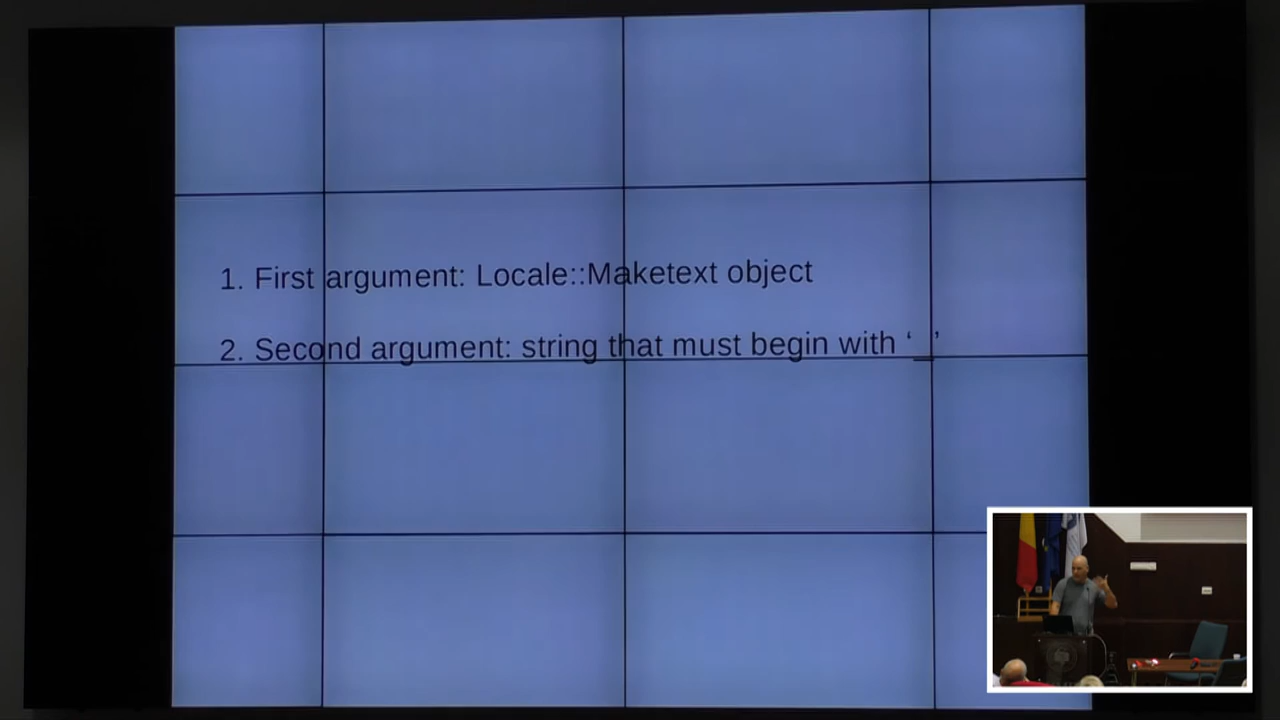 1. First argument: Locale::Maketext object
2. Second argument: string that must begin with ‘_’